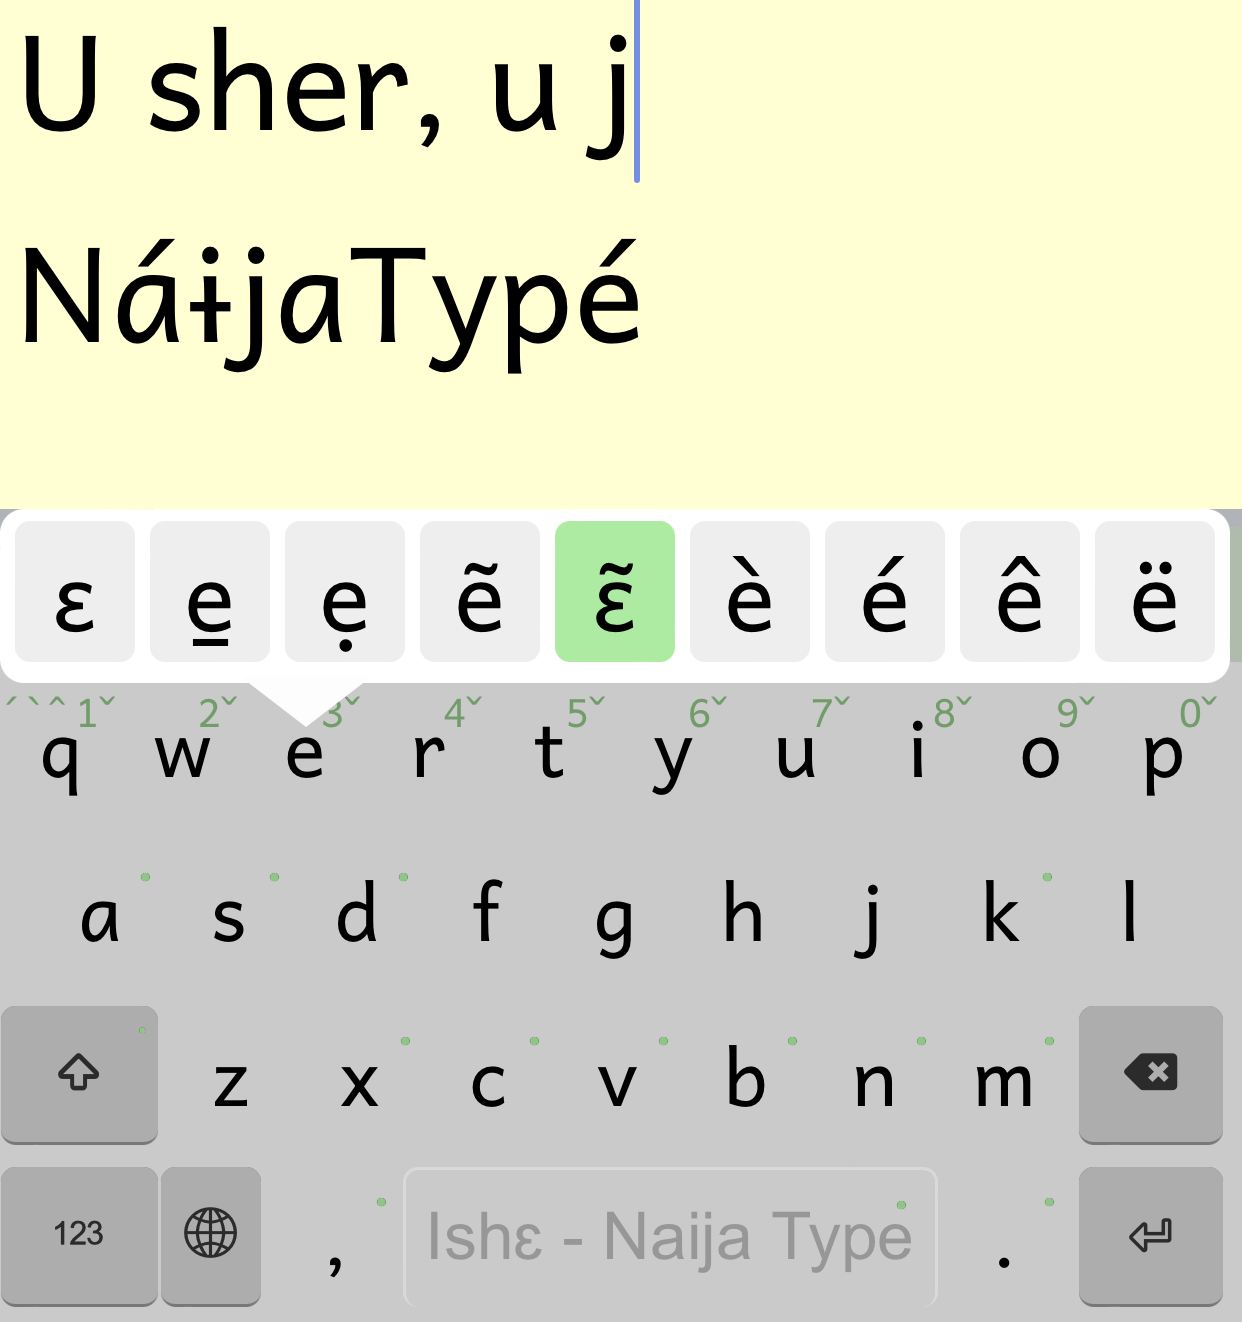 U sher, u j
NáɨjaTypé
ɛ e̱ ẹ ẽ ɛ̃ è é ê ë
ˊ ˋ ˋ ˆ 1ˇ 2ˇ 3ˇ 4ˇ 5ˇ 6ˇ 7ˇ 8ˇ 9ˇ 0ˇ
q w e r t y u i o p
a s d f g h j k l
z x c v b n m
123 , Ishɛ - Naija Type .